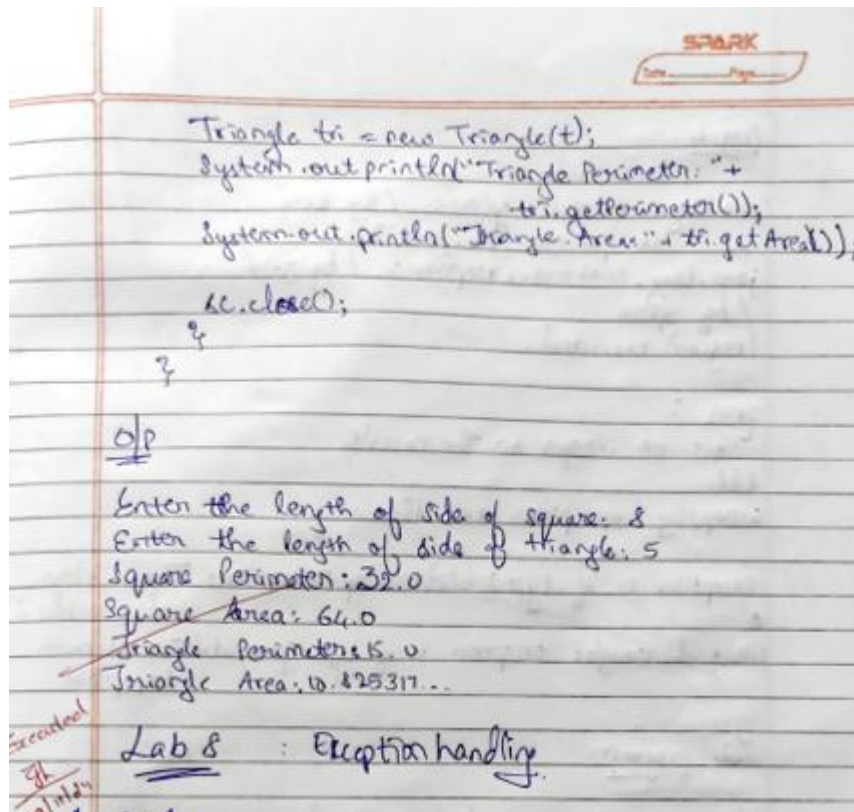 SPARK
Date Page
Triangle tri = new Triangle(t);
System.out println("Triangle Perimeter: "+
tri.getPerimeter());
System.out.println("Triangle Area: "+ tri.getArea());
sc.close();
}
}
O/P
Enter the length of side of square: 8
Enter the length of side of triangle: 5
Square Perimeter: 32.0
Square Area: 64.0
Triangle Perimeter: 15.0
Triangle Area: 10.825317...
Executed
Lab 8 : Exception handling